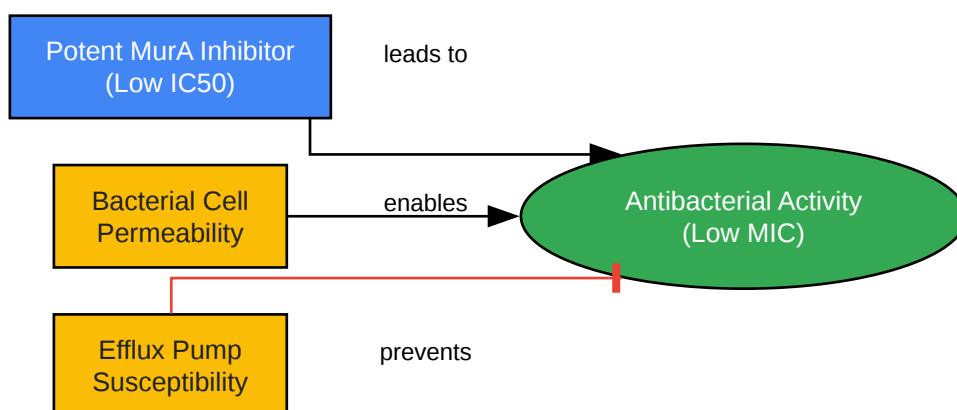 Potent MurA Inhibitor
(Low IC50)
leads to
Bacterial Cell
Permeability
enables
Antibacterial Activity
(Low MIC)
Efflux Pump
Susceptibility
prevents